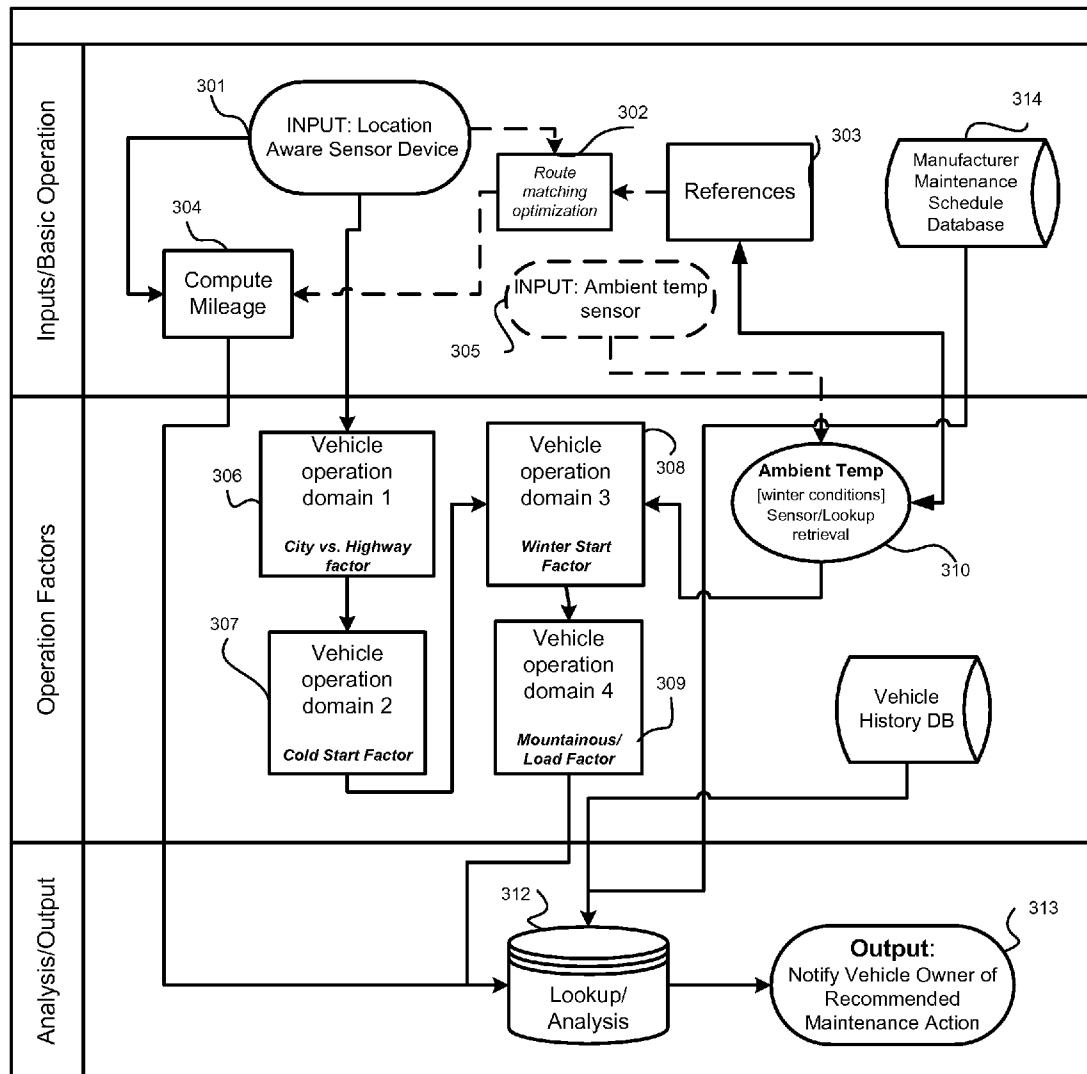 Inputs/Basic Operation
301
INPUT: Location
Aware Sensor Device
302
Route
matching
optimization
303
References
314
Manufacturer
Maintenance
Schedule
Database
304
Compute
Mileage
INPUT: Ambient temp
sensor
305
Operation Factors
306
Vehicle
operation
domain 1
City vs. Highway
factor
Vehicle
operation
domain 3
Winter Start
Factor
308
Ambient Temp
[winter conditions]
Sensor/Lookup
retrieval
310
307
Vehicle
operation
domain 2
Cold Start Factor
Vehicle
operation
domain 4
Mountainous/
Load Factor
309
Vehicle
History DB
Analysis/Output
312
Lookup/
Analysis
313
Output:
Notify Vehicle Owner of
Recommended
Maintenance Action